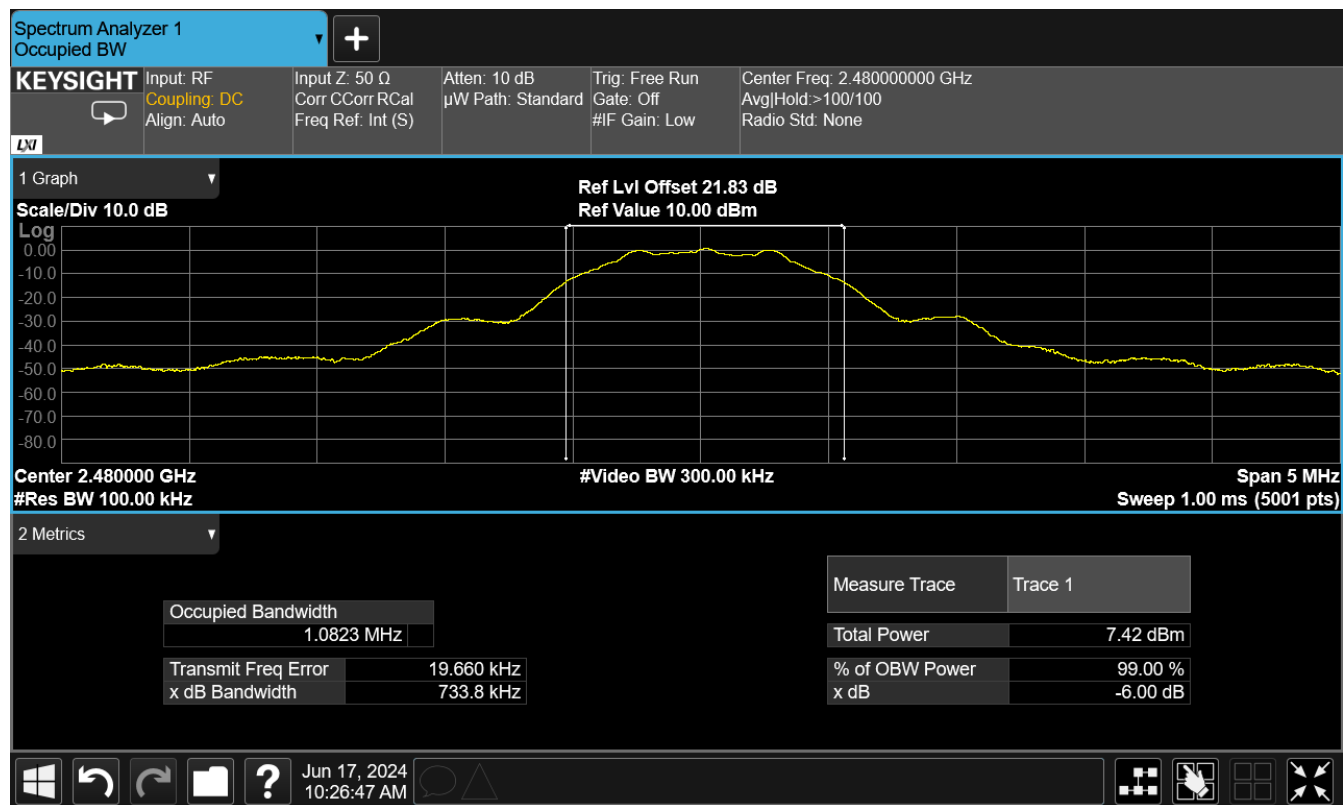 Spectrum Analyzer 1
Occupied BW
KEYSIGHT
LXI
Input: RF
Coupling: DC
Align: Auto
Input Z: 50 Ω
Corr CCorr RCal
Freq Ref: Int (S)
Atten: 10 dB
µW Path: Standard
Trig: Free Run
Gate: Off
#IF Gain: Low
Center Freq: 2.480000000 GHz
Avg|Hold:>100/100
Radio Std: None
1 Graph
Scale/Div 10.0 dB
Ref Lvl Offset 21.83 dB
Ref Value 10.00 dBm
Log
0.00
-10.0
-20.0
-30.0
-40.0
-50.0
-60.0
-70.0
-80.0
Center 2.480000 GHz
#Video BW 300.00 kHz
Span 5 MHz
#Res BW 100.00 kHz
Sweep 1.00 ms (5001 pts)
2 Metrics
Occupied Bandwidth
1.0823 MHz
Transmit Freq Error 19.660 kHz
x dB Bandwidth 733.8 kHz
Measure Trace Trace 1
Total Power 7.42 dBm
% of OBW Power 99.00 %
x dB -6.00 dB
?
Jun 17, 2024
10:26:47 AM